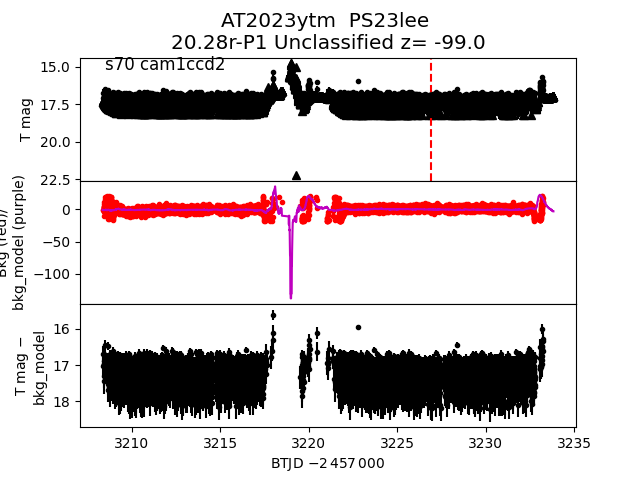 AT2023ytm  PS23lee
20.28r-P1 Unclassified z= -99.0
s70 cam1ccd2
15.0
17.5
20.0
22.5
T mag
0
−50
−100
Bkg (red)/
bkg_model (purple)
16
17
18
T mag −
bkg_model
3210 3215 3220 3225 3230 3235
BTJD −2 457 000